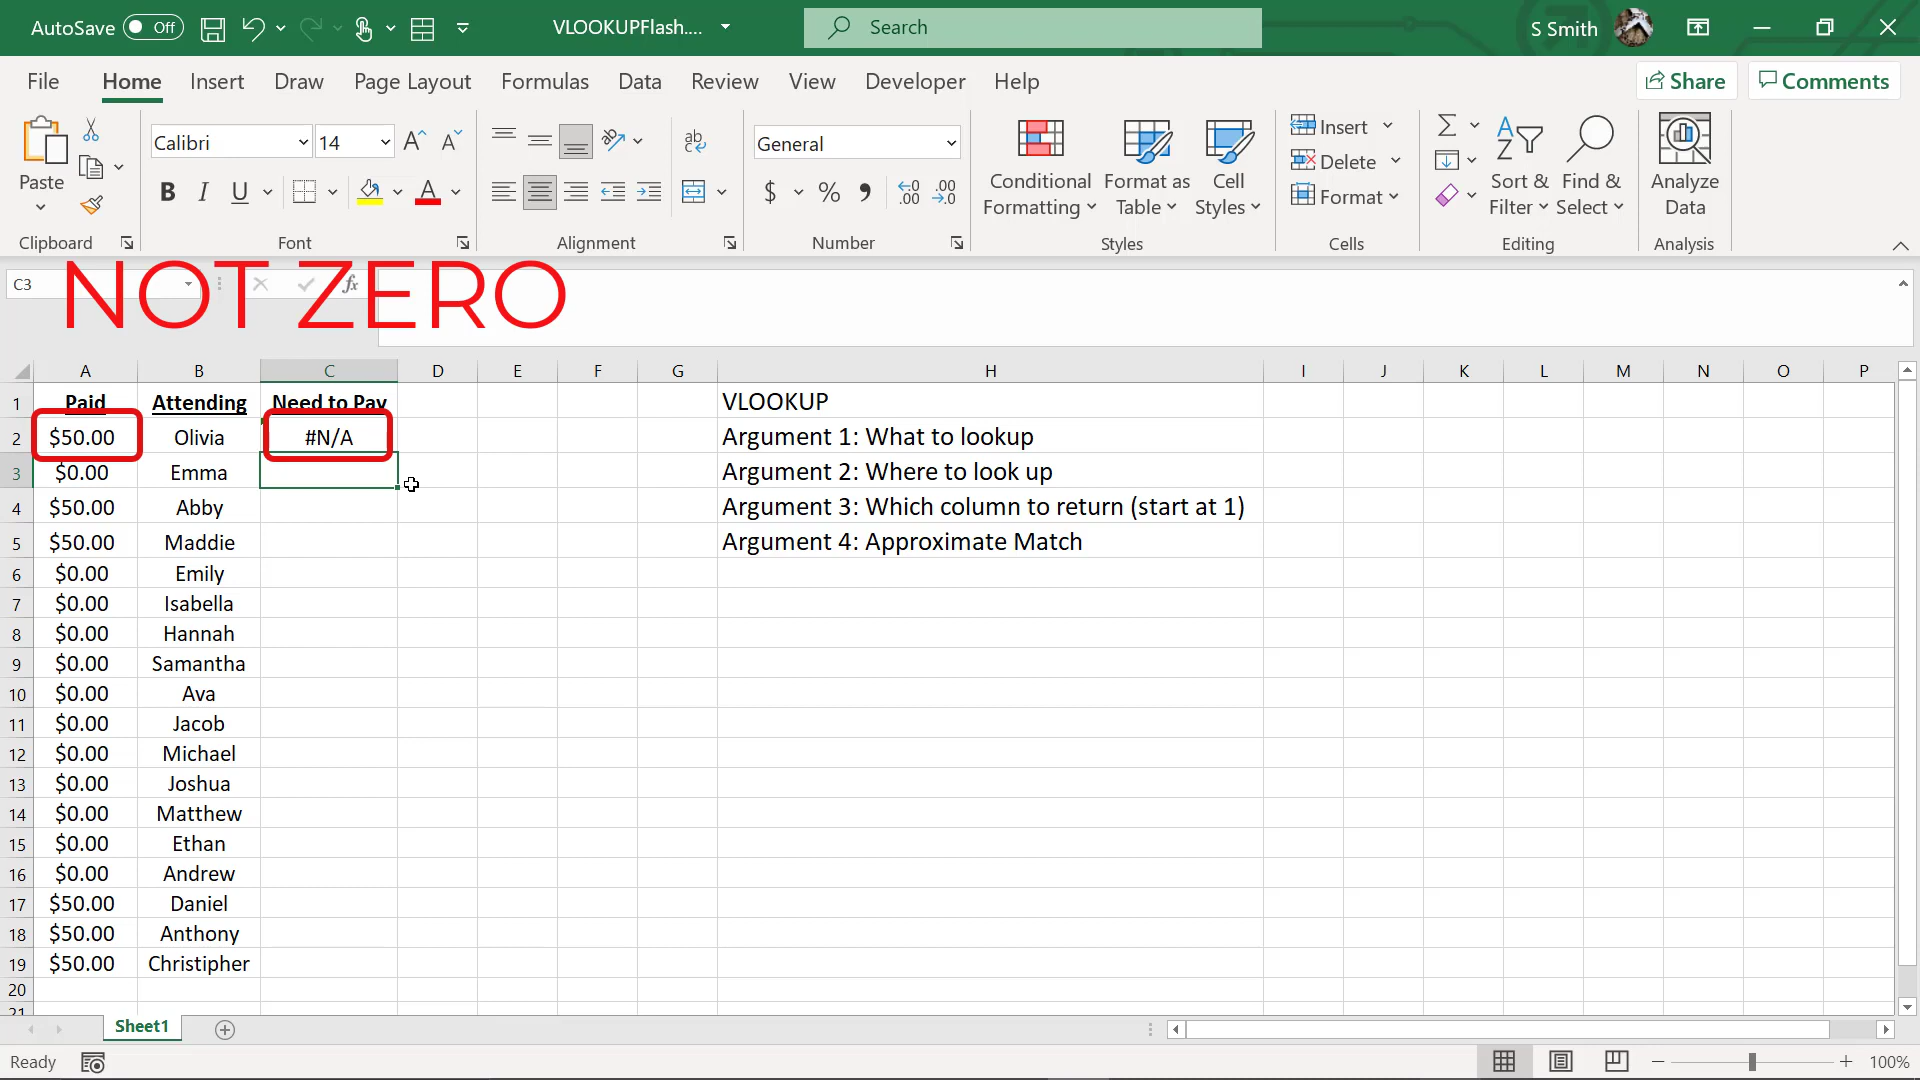 AutoSave Off VLOOKUPFlash.... Search S Smith
File Home Insert Draw Page Layout Formulas Data Review View Developer Help Share Comments
Paste
Clipboard
Calibri 14
Font
Alignment
General
Number
Conditional Formatting
Format as Table
Cell Styles
Styles
Insert
Delete
Format
Cells
Sort & Filter
Find & Select
Editing
Analyze Data
Analysis
NOT ZERO
C3 fx
A B C D E F G H I J K L M N O P
1 Paid Attending Need to Pay VLOOKUP
2 $50.00 Olivia #N/A Argument 1: What to lookup
3 $0.00 Emma Argument 2: Where to look up
4 $50.00 Abby Argument 3: Which column to return (start at 1)
5 $50.00 Maddie Argument 4: Approximate Match
6 $0.00 Emily
7 $0.00 Isabella
8 $0.00 Hannah
9 $0.00 Samantha
10 $0.00 Ava
11 $0.00 Jacob
12 $0.00 Michael
13 $0.00 Joshua
14 $0.00 Matthew
15 $0.00 Ethan
16 $0.00 Andrew
17 $50.00 Daniel
18 $50.00 Anthony
19 $50.00 Christipher
20
21
Sheet1
Ready 100%